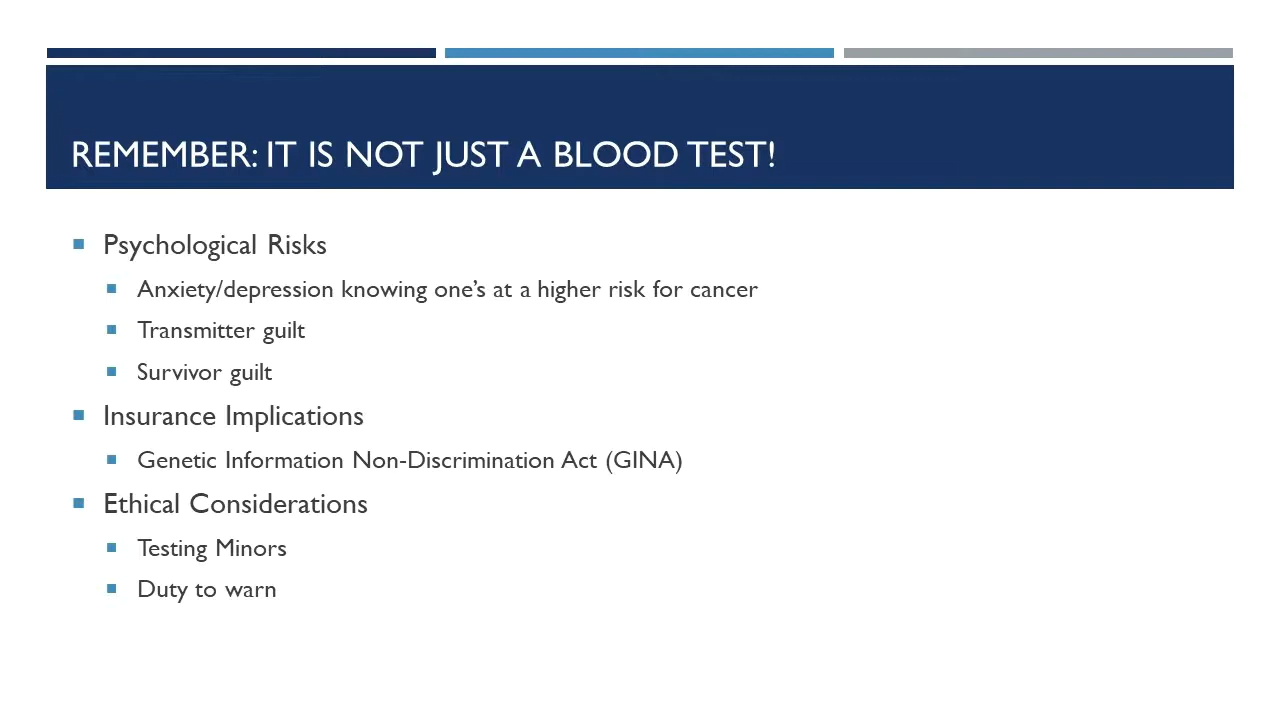 REMEMBER: IT IS NOT JUST A BLOOD TEST!
Psychological Risks
Anxiety/depression knowing one’s at a higher risk for cancer
Transmitter guilt
Survivor guilt
Insurance Implications
Genetic Information Non-Discrimination Act (GINA)
Ethical Considerations
Testing Minors
Duty to warn